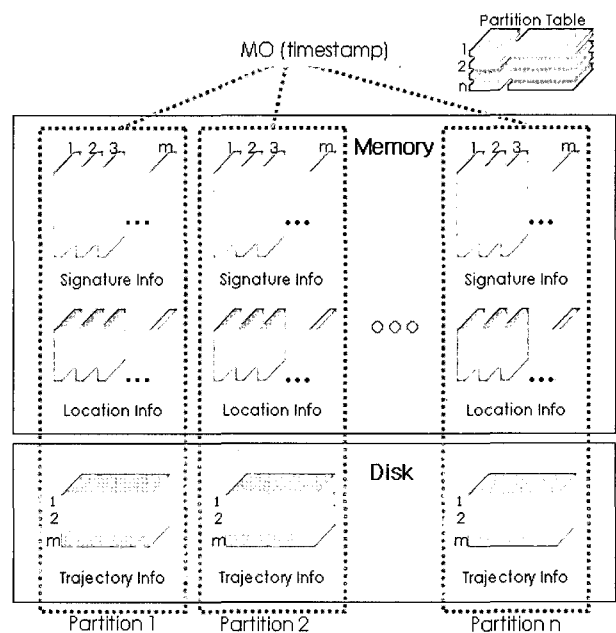 Partition Table
MO (timestamp)
1
2
n
Memory
1 2 3 m
1 2 3 m
1 2 3 m
...
...
...
Signature Info
Signature Info
Signature Info
ooo
...
...
...
Location Info
Location Info
Location Info
Disk
1
2
m
1
2
m
1
2
m
Trajectory Info
Trajectory Info
Trajectory Info
Partition 1
Partition 2
Partition n